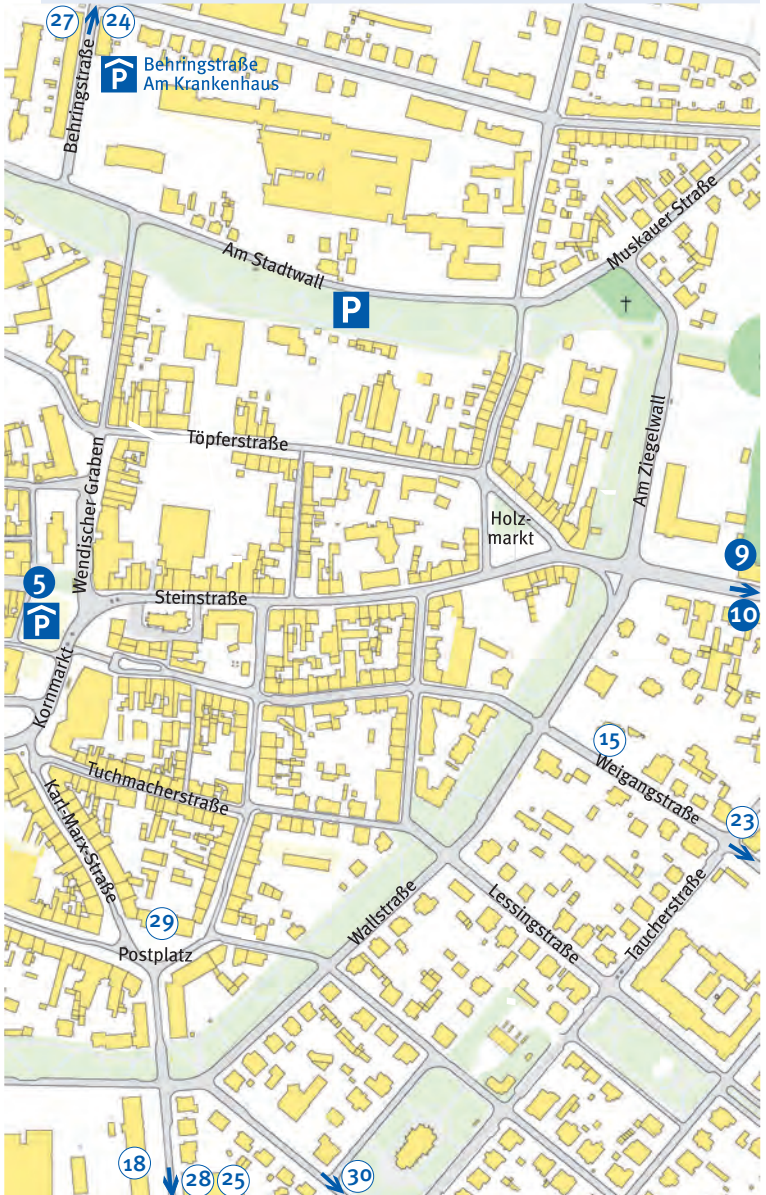 27
24
P
Behringstraße
Am Krankenhaus
Behringstraße
Muskauer Straße
Am Stadtwall
P
Am Ziegelwall
Töpferstraße
Wendischer Graben
Holz-
markt
9
5
P
10
Steinstraße
Kornmarkt
15
Weigangstraße
Tuchmacherstraße
Karl-Marx-Straße
23
Wallstraße
Lessingstraße
Taucherstraße
29
Postplatz
18
28
25
30